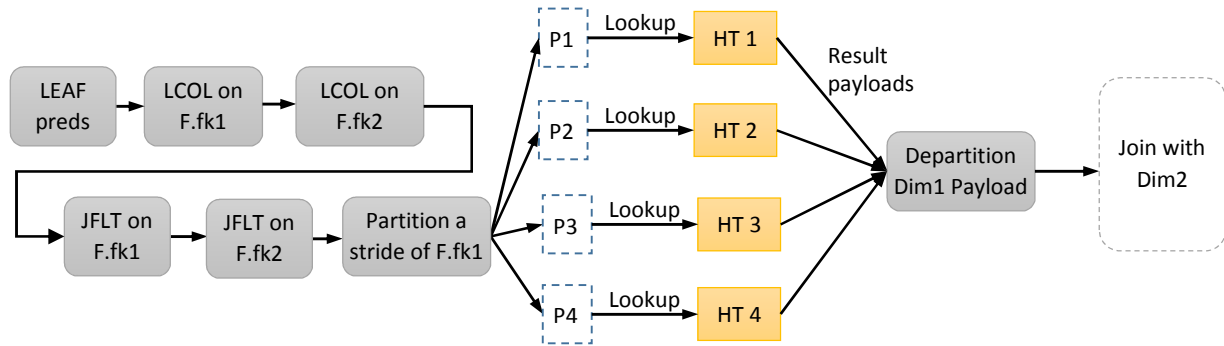 LEAF
preds
LCOL on
F.fk1
LCOL on
F.fk2
JFLT on
F.fk1
JFLT on
F.fk2
Partition a
stride of F.fk1
P1
Lookup
HT 1
P2
Lookup
HT 2
P3
Lookup
HT 3
P4
Lookup
HT 4
Result
payloads
Departition
Dim1 Payload
Join with
Dim2